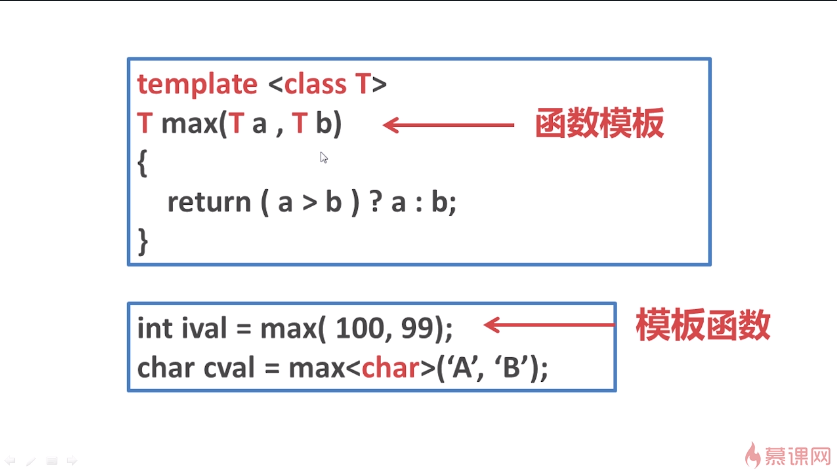 template <class T>
T max(T a , T b)
函数模板
{
return ( a > b ) ? a : b;
}
int ival = max( 100, 99);
模板函数
char cval = max<char>(‘A’, ‘B’);
慕课网